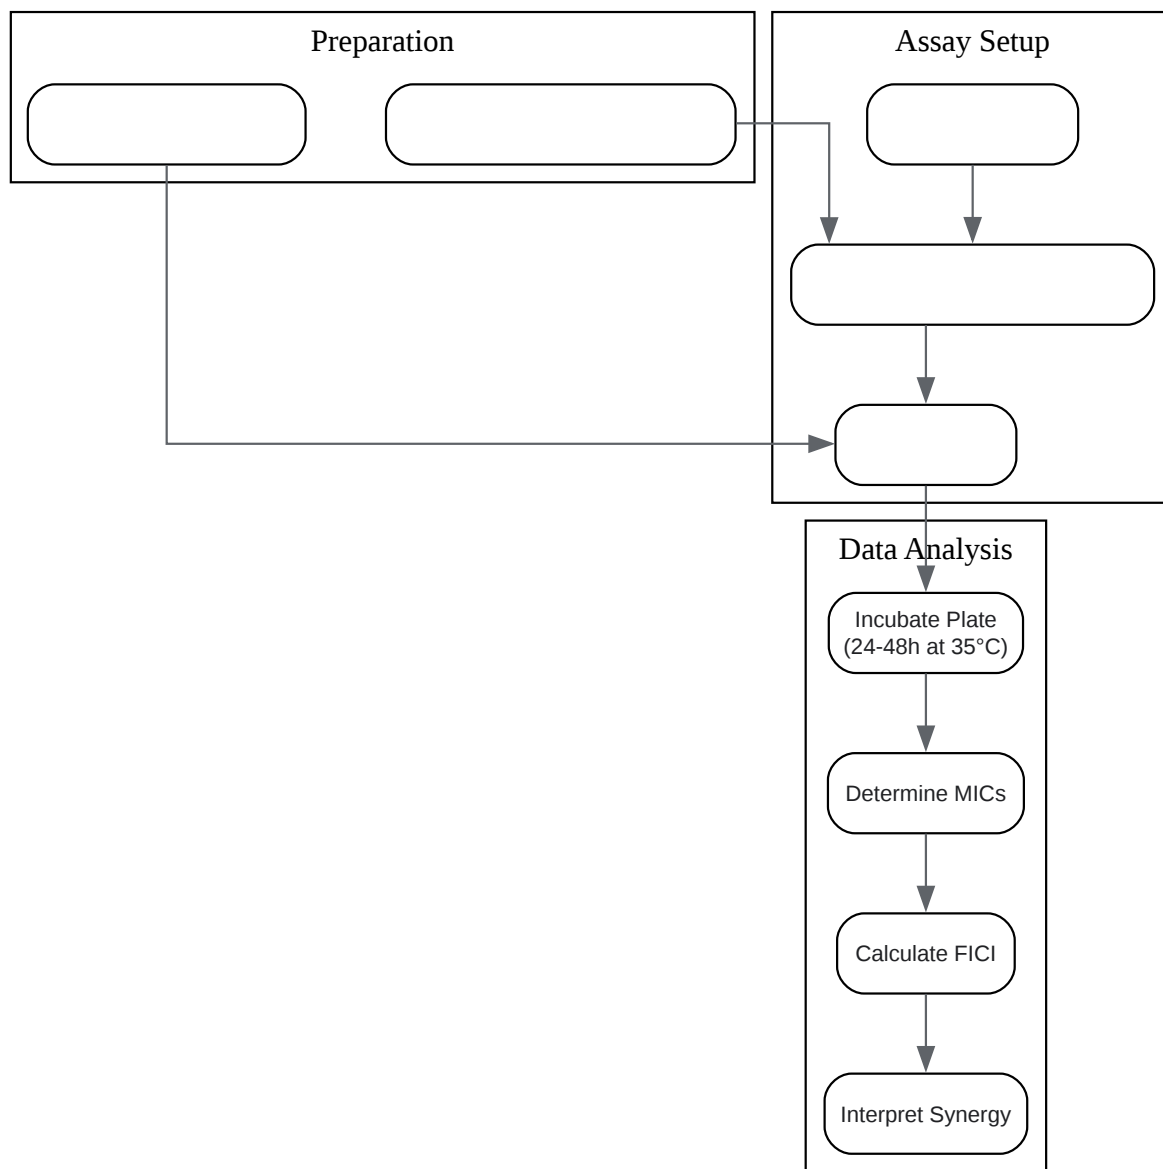 Preparation
Assay Setup
Data Analysis
Incubate Plate
(24-48h at 35°C)
Determine MICs
Calculate FICI
Interpret Synergy